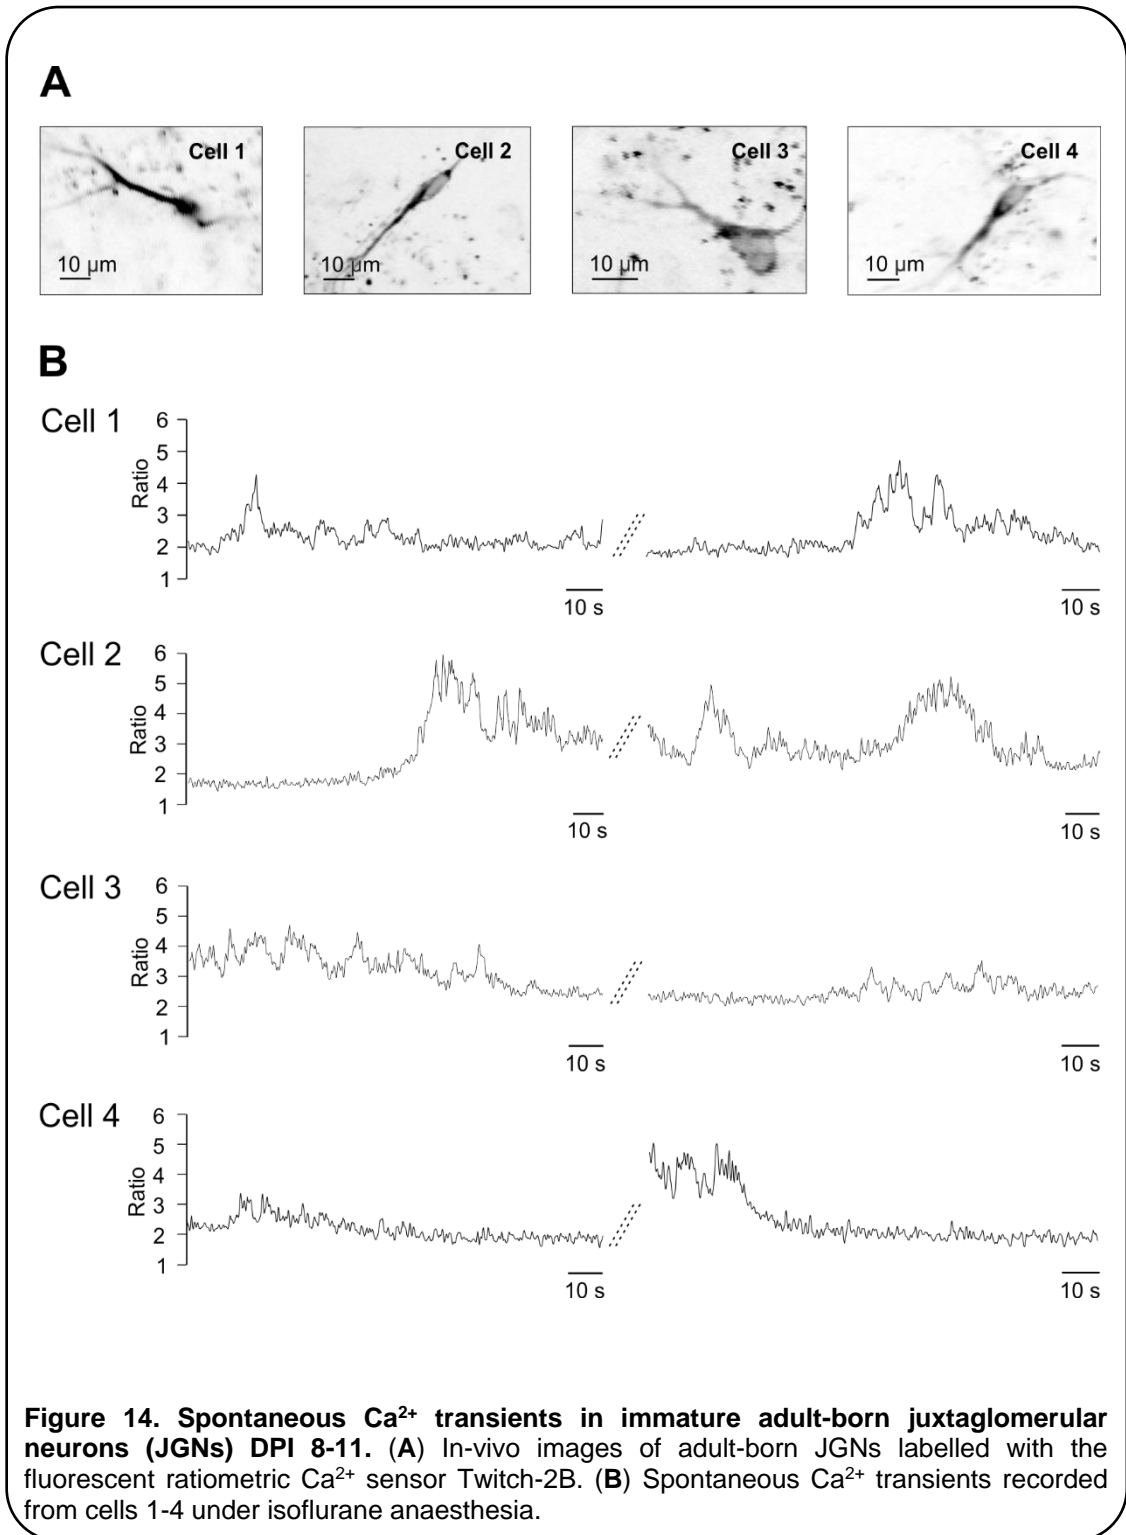 A
Cell 1
Cell 2
Cell 3
Cell 4
10 µm
10 µm
10 µm
10 µm
B
Cell 1
6
5
4
3
2
1
Ratio
10 s
10 s
Cell 2
6
5
4
3
2
1
Ratio
10 s
10 s
Cell 3
6
5
4
3
2
1
Ratio
10 s
10 s
Cell 4
6
5
4
3
2
1
Ratio
10 s
10 s
Figure 14. Spontaneous Ca²⁺ transients in immature adult-born juxtaglomerular
neurons (JGNs) DPI 8-11. (A) In-vivo images of adult-born JGNs labelled with the
fluorescent ratiometric Ca²⁺ sensor Twitch-2B. (B) Spontaneous Ca²⁺ transients recorded
from cells 1-4 under isoflurane anaesthesia.